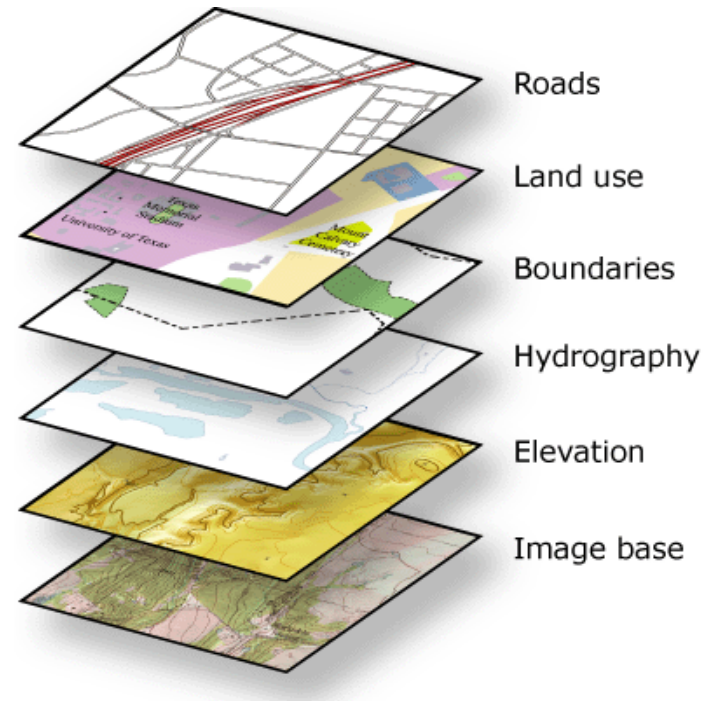 Roads
Land use
Texas
Memorial
Stadium
University of Texas
Mount
Calvary
Cemetery
Boundaries
Hydrography
Elevation
Image base